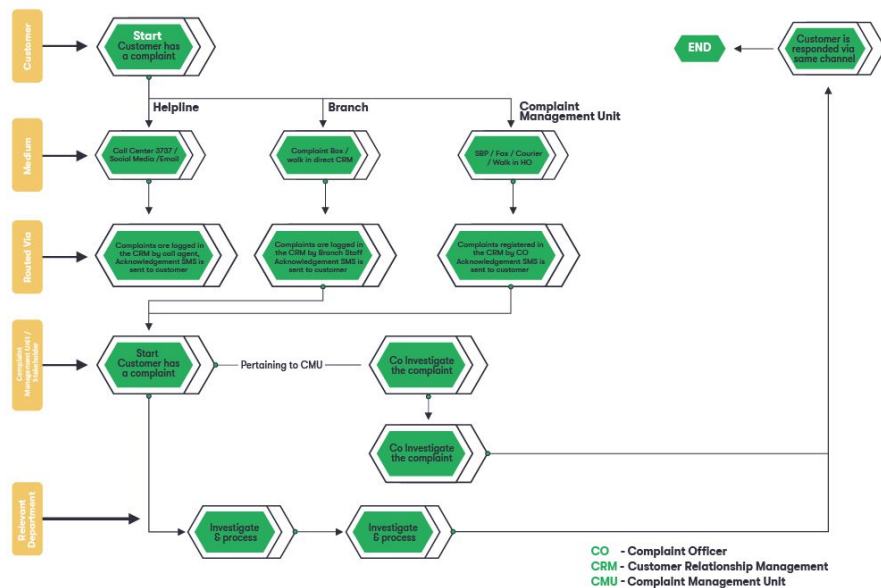 Customer
Start
Customer has
a complaint
END
Customer is
responded via
same channel
Helpline
Branch
Complaint
Management Unit
Medium
Call Center 3737 /
Social Media /Email
Complaint Box /
walk in direct CRM
SBP / Fax / Courier
/ Walk in HO
Routed Via
Complaints are logged in
the CRM by call agent,
Acknowledgement SMS is
sent to customer
Complaints are logged in
the CRM by Branch Staff
Acknowledgement SMS is
sent to customer
Complaints registered in
the CRM by CO
Acknowledgement SMS is
sent to customer
Complaint
Management Unit /
Stakeholder
Start
Customer has
a complaint
Pertaining to CMU
Co Investigate
the complaint
Co Investigate
the complaint
Relevant
Department
Investigate
& process
Investigate
& process
CO - Complaint Officer
CRM - Customer Relationship Management
CMU - Complaint Management Unit